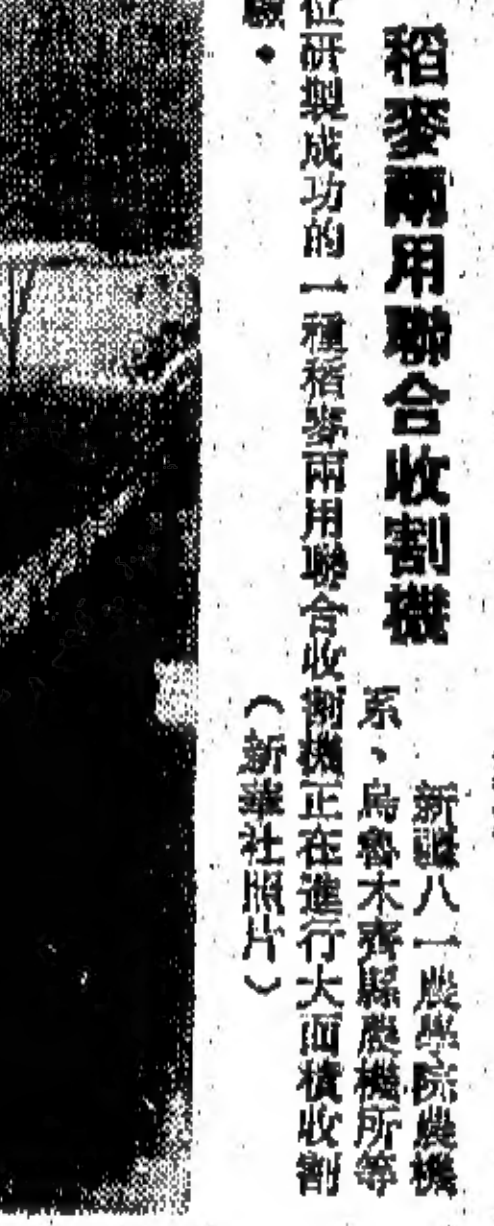 稻麥兩用聯合收割機
新疆八一農學院農機
系、烏魯木齊縣農機所等
位研製成功的一種稻麥兩用聯合收割機正在進行大面積收割
驗。
（新華社照片）